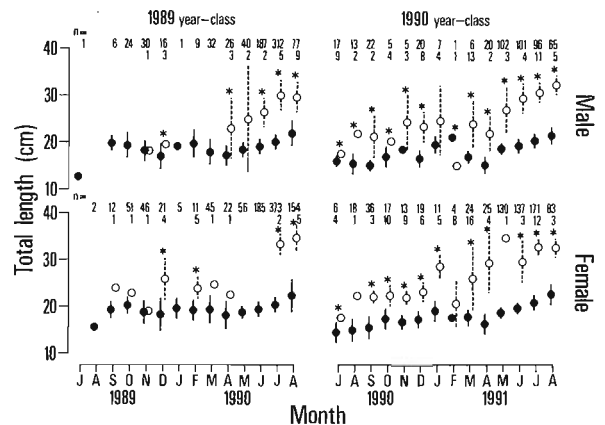 1989 year-class 1990 year-class
n=
1 6 24 30 16 1 9 32 26 40 187 312 77
1 3 3 2 2 5 9
17 13 22 5 5 20 7 1 6 20 102 101 96 65
9 2 2 4 3 8 4 1 13 2 3 4 11 5
40
30
20
10
Male
Total length (cm)
n=
2 12 51 46 21 5 11 45 22 56 185 373 154
1 1 1 4 5 1 1 2 5
6 18 36 17 13 19 11 4 24 25 130 137 171 83
4 1 3 10 9 6 5 8 16 4 1 3 12 3
40
30
20
10
Female
J A S O N D J F M A M J J A
J A S O N D J F M A M J J A
1989 1990 1990 1991
Month